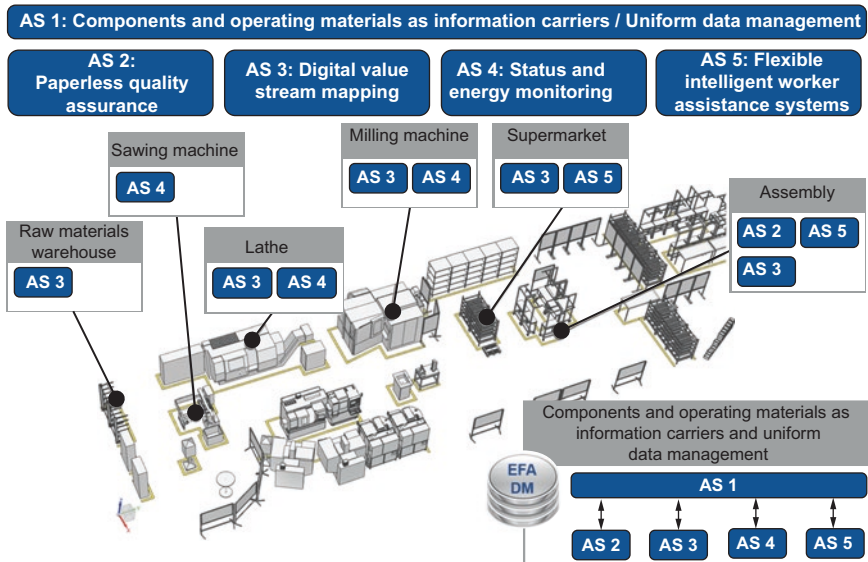 AS 1: Components and operating materials as information carriers / Uniform data management
AS 2:
Paperless quality
assurance
AS 3: Digital value
stream mapping
AS 4: Status and
energy monitoring
AS 5: Flexible
intelligent worker
assistance systems
Milling machine
AS 3 AS 4
Supermarket
AS 3 AS 5
Sawing machine
AS 4
Assembly
AS 2 AS 5
AS 3
Raw materials
warehouse
AS 3
Lathe
AS 3 AS 4
Components and operating materials as
information carriers and uniform
data management
EFA
DM
AS 1
AS 2 AS 3 AS 4 AS 5